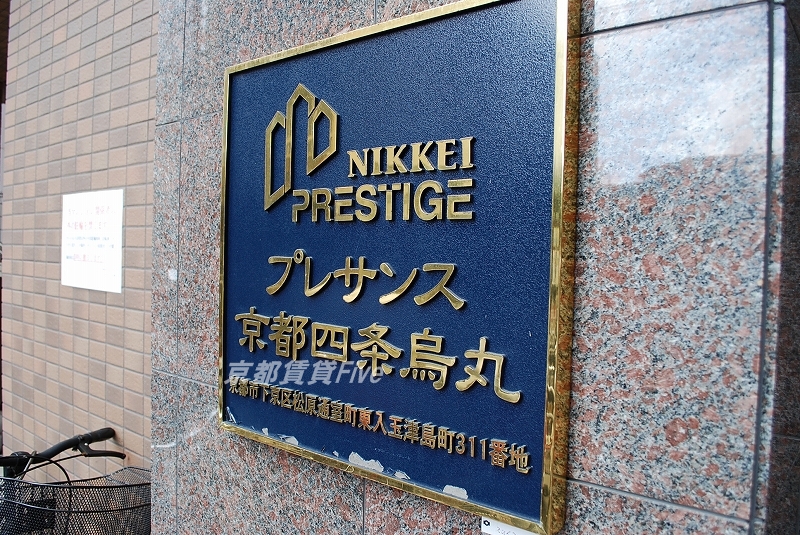 NIKKEI
PRESTIGE
プレサンス
京都四条烏丸
京都賃貸Five
京都市下京区松原通室町東入玉津島町311番地